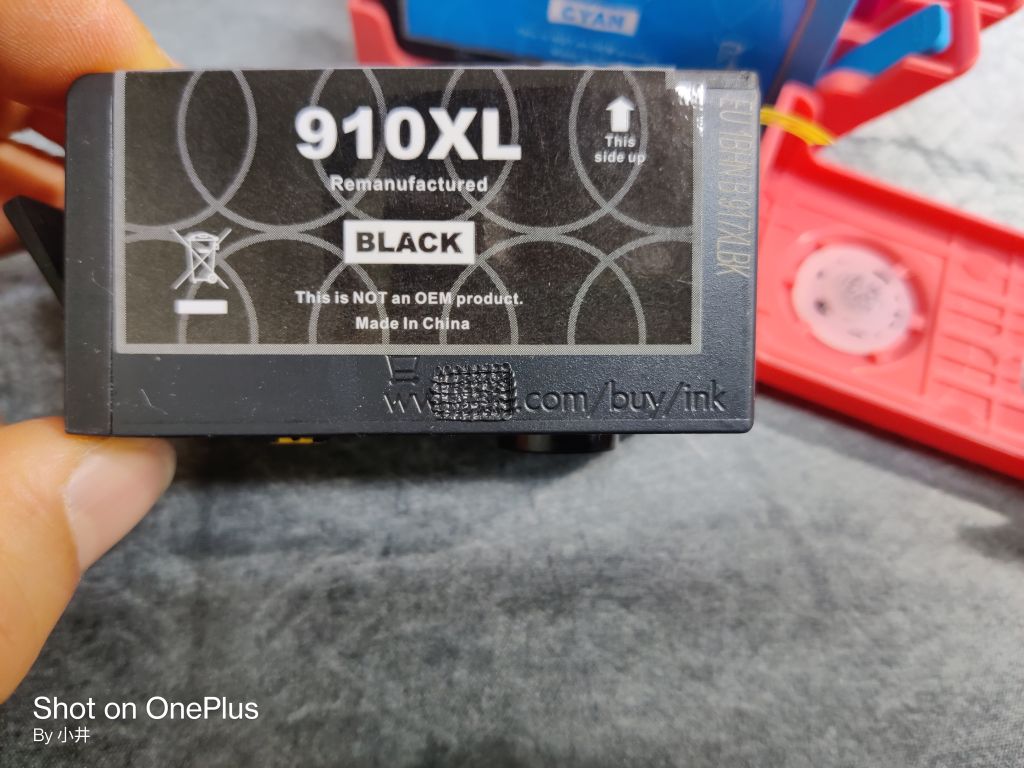 CYAN
910XL
This
side up
Remanufactured
BLACK
This is NOT an OEM product.
Made In China
.com/buy/ink
Shot on OnePlus
By 小井